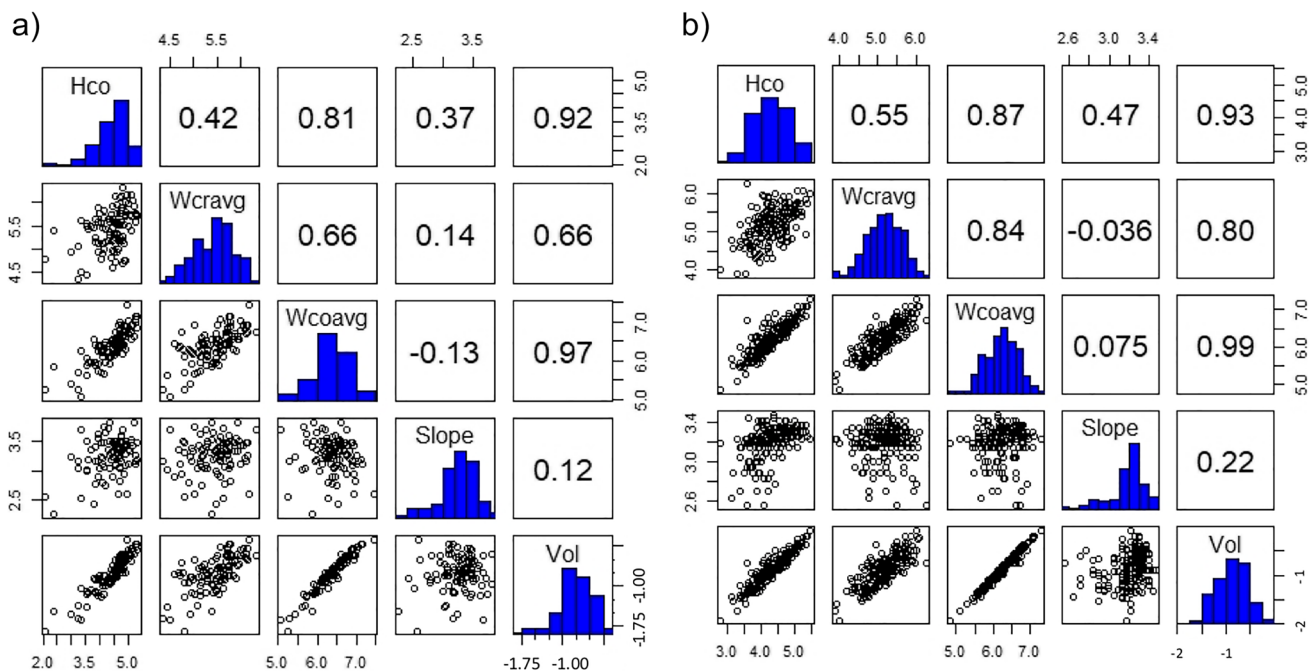 a)
4.5 5.5
2.5 3.5
Hco
0.42
0.81
0.37
0.92
5.0
3.5
2.0
5.5
4.5
Wcravg
0.66
0.14
0.66
Wcoavg
-0.13
0.97
7.0
6.0
5.0
3.5
2.5
Slope
0.12
Vol
-1.00
-1.75
2.0 3.5 5.0
5.0 6.0 7.0
-1.75 -1.00
b)
4.0 5.0 6.0
2.6 3.0 3.4
Hco
0.55
0.87
0.47
0.93
5.0
4.0
3.0
6.0
5.0
4.0
Wcravg
0.84
-0.036
0.80
Wcoavg
0.075
0.99
7.0
6.0
5.0
3.4
3.0
2.6
Slope
0.22
Vol
-1
-2
3.0 4.0 5.0
5.0 6.0 7.0
-2 -1